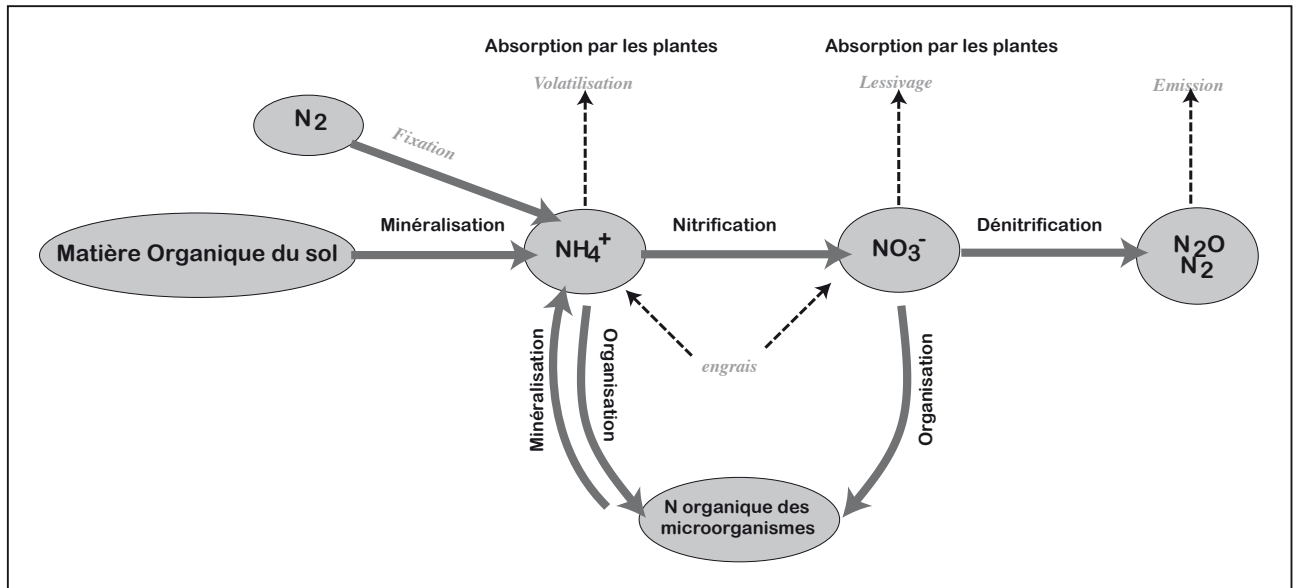 Absorption par les plantes
Absorption par les plantes
Volatilisation
Lessivage
Emission
N2
Fixation
Minéralisation
Nitrification
Dénitrification
Matière Organique du sol
NH4+
NO3-
N2O
N2
Minéralisation
Organisation
engrais
Organisation
N organique des
microorganismes